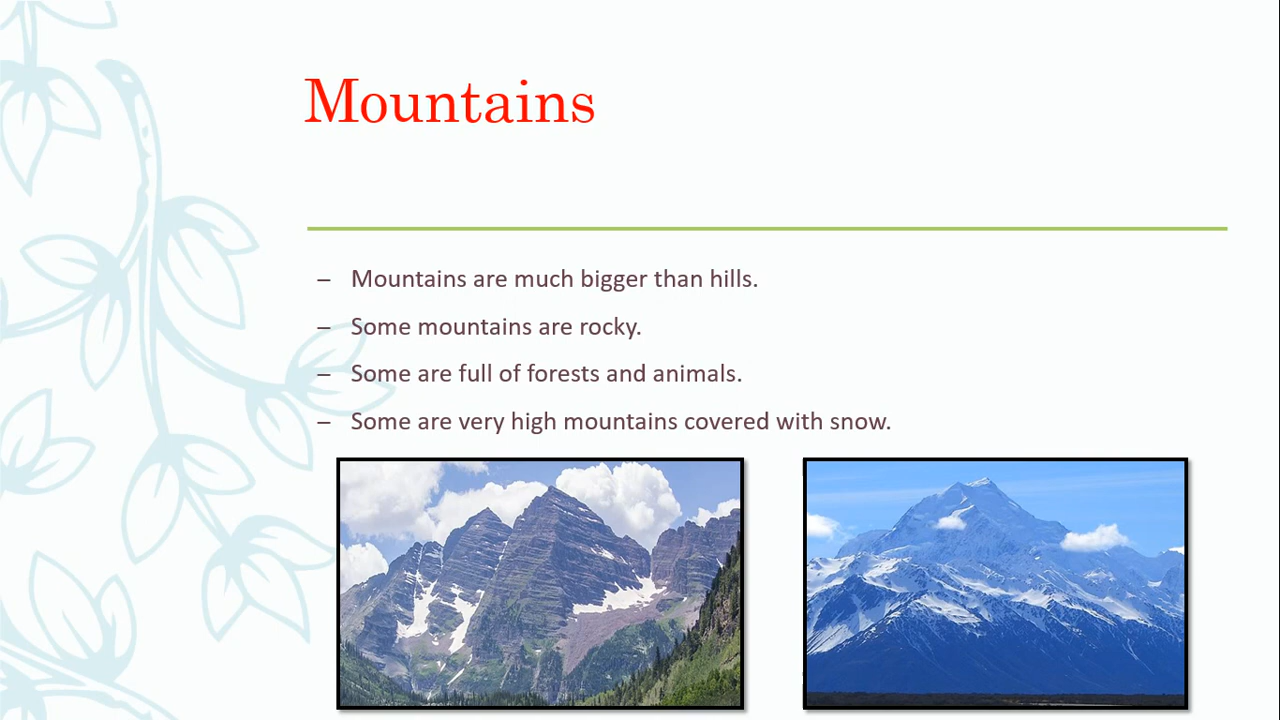 Mountains
– Mountains are much bigger than hills.
– Some mountains are rocky.
– Some are full of forests and animals.
– Some are very high mountains covered with snow.